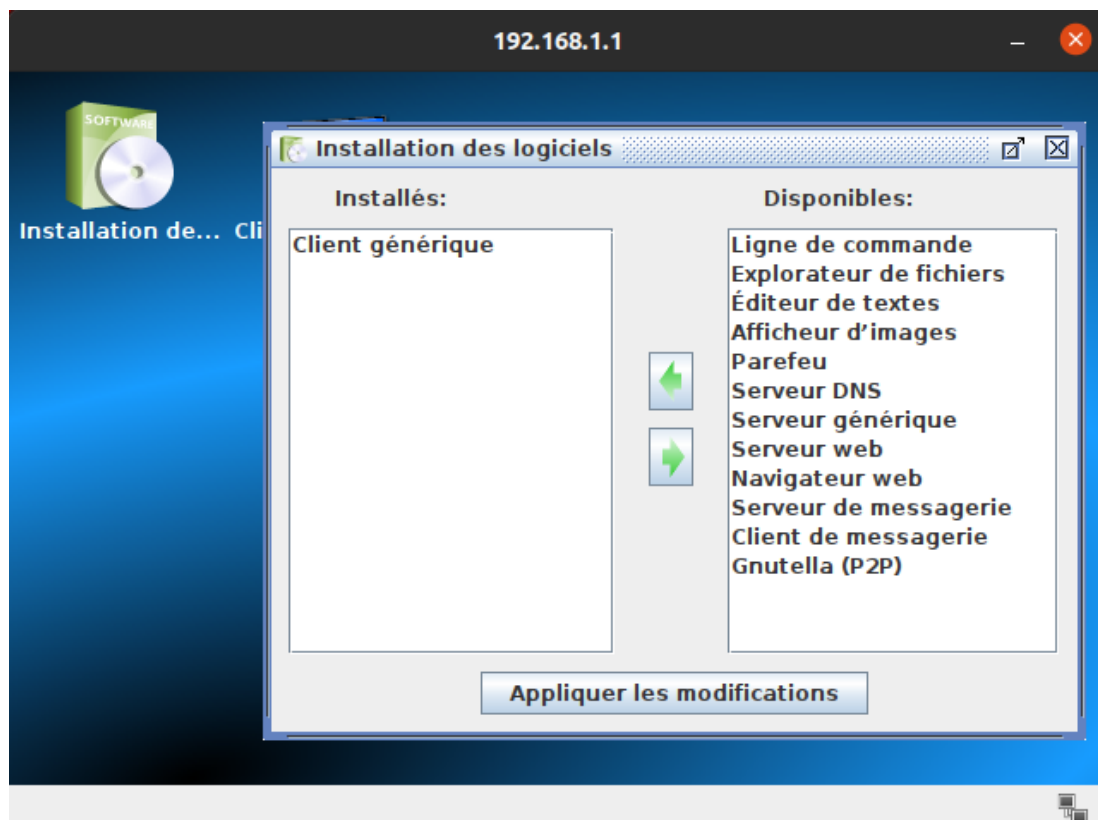 192.168.1.1
SOFTWARE
Installation de... Cli
Installation des logiciels
Installés:
Disponibles:
Client générique
Ligne de commande
Explorateur de fichiers
Éditeur de textes
Afficheur d’images
Parefeu
Serveur DNS
Serveur générique
Serveur web
Navigateur web
Serveur de messagerie
Client de messagerie
Gnutella (P2P)
Appliquer les modifications